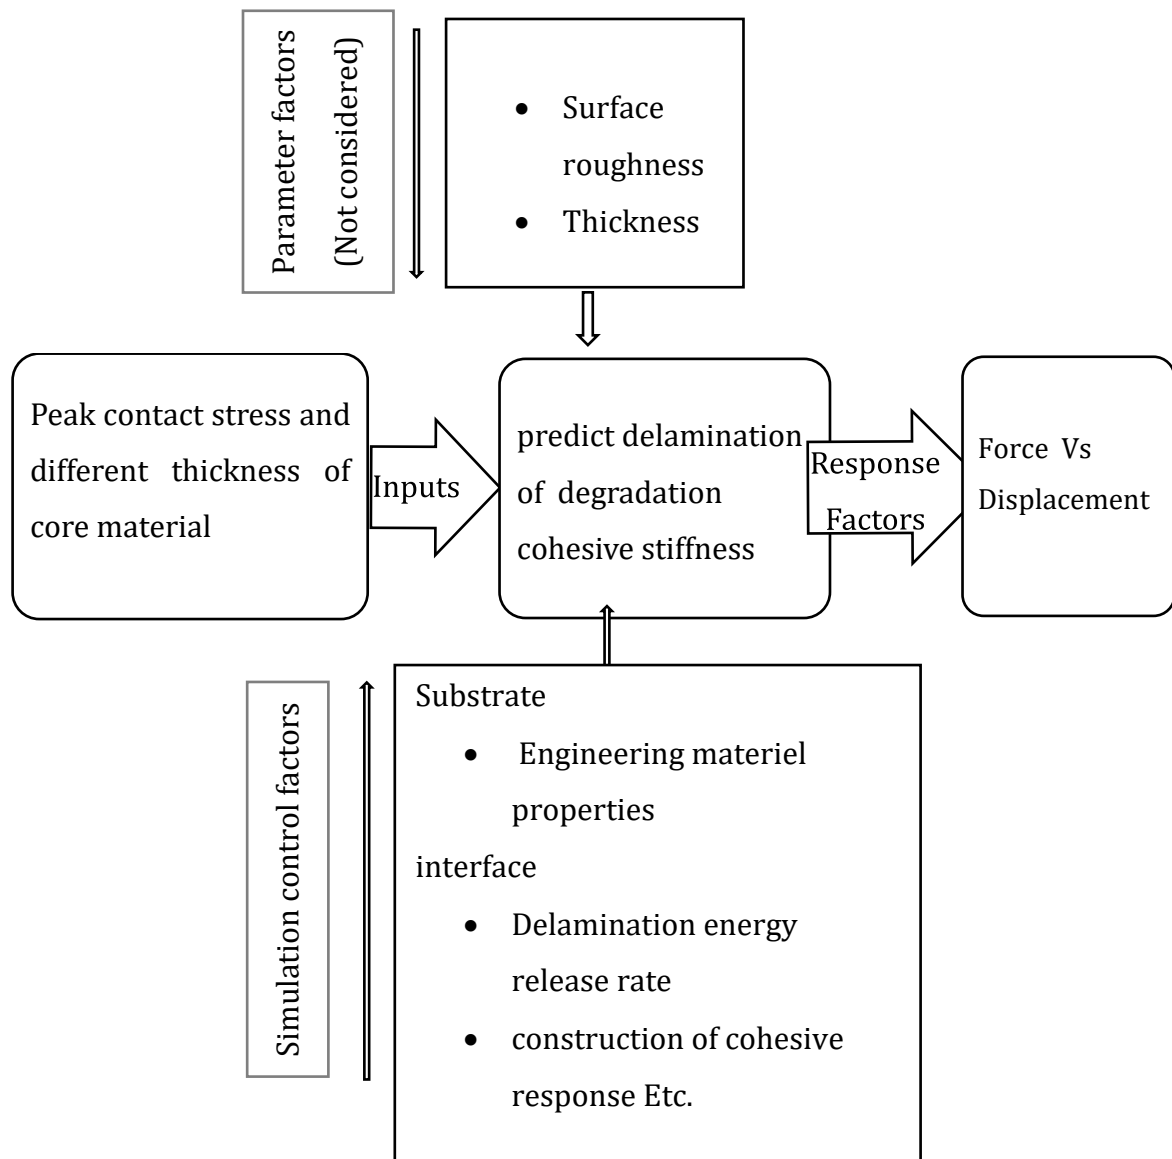 Parameter factors
(Not considered)
• Surface
roughness
• Thickness
Peak contact stress and
different thickness of
core material
Inputs
predict delamination
of degradation
cohesive stiffness
Response
Factors
Force Vs
Displacement
Simulation control factors
Substrate
• Engineering materiel
properties
interface
• Delamination energy
release rate
• construction of cohesive
response Etc.